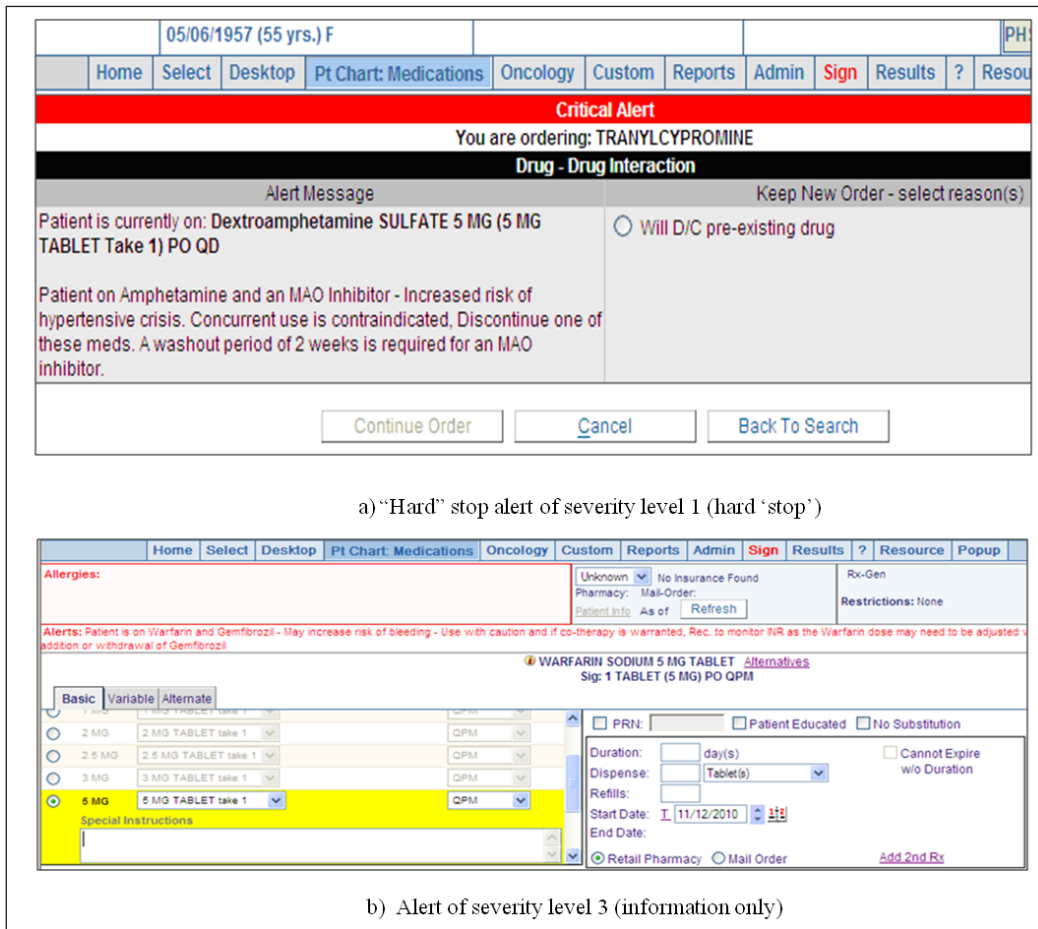 05/06/1957 (55 yrs.) F
Home Select Desktop Pt Chart: Medications Oncology Custom Reports Admin Sign Results ?
Critical Alert
You are ordering: TRANYLCYPROMINE
Drug - Drug Interaction
Alert Message Keep New Order - select reason(s)
Patient is currently on: Dextroamphetamine SULFATE 5 MG (5 MG
TABLET Take 1) PO QD
Will D/C pre-existing drug
Patient on Amphetamine and an MAO Inhibitor - Increased risk of
hypertensive crisis. Concurrent use is contraindicated, Discontinue one of
these meds. A washout period of 2 weeks is required for an MAO
inhibitor.
Continue Order Cancel Back To Search
a) “Hard” stop alert of severity level 1 (hard ‘stop’)
Home Select Desktop Pt Chart: Medications Oncology Custom Reports Admin Sign Results ? Resource Popup
Allergies:
Unknown No Insurance Found
Pharmacy: Mail-Order:
Patient Info As of Refresh
Rx-Gen
Restrictions: None
Alerts: Patient is on Warfarin and Gemfibrozil - May increase risk of bleeding - Use with caution and if co-therapy is warranted, Rec. to monitor INR as the Warfarin dose may need to be adjusted
addition or withdrawal of Gemfibrozil
WARFARIN SODIUM 5 MG TABLET Alternatives
Sig: 1 TABLET (5 MG) PO QPM
Basic Variable Alternate
1 MG 1 MG TABLET take 1 QPM
2 MG 2 MG TABLET take 1 QPM
2.5 MG 2.5 MG TABLET take 1 QPM
3 MG 3 MG TABLET take 1 QPM
5 MG 5 MG TABLET take 1 QPM
Special Instructions
PRN: Patient Educated No Substitution
Duration: day(s) Cannot Expire
w/o Duration
Dispense: Tablet(s)
Refills:
Start Date: T 11/12/2010
End Date:
Retail Pharmacy Mail Order Add 2nd Rx
b) Alert of severity level 3 (information only)